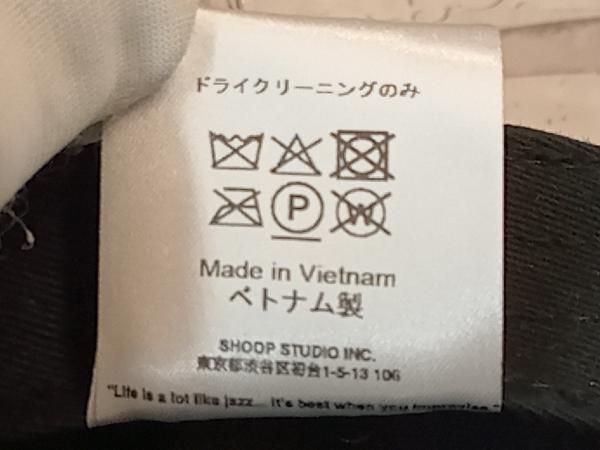 ドライクリーニングのみ
P
W
Made in Vietnam
ベトナム製
SHOOP STUDIO INC.
東京都渋谷区初台1-5-13 106
"Life is a lot like jazz... it's best when you improvise."